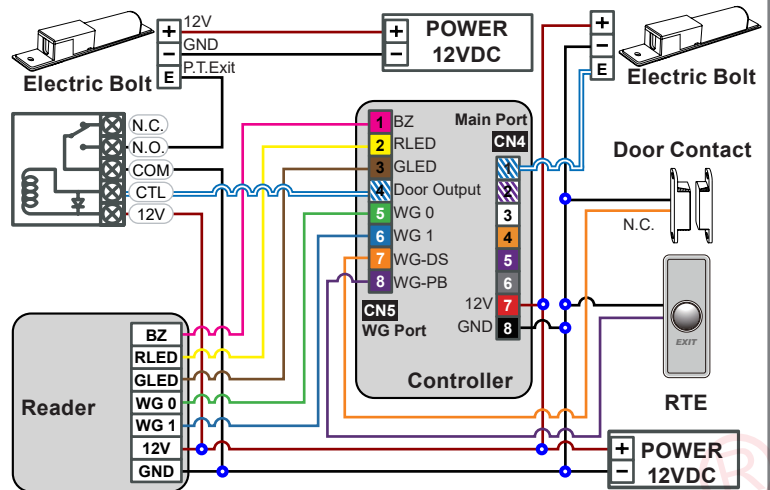 12V
GND
P.T.Exit
+
−
E
Electric Bolt
+ POWER
− 12VDC
+
−
E
Electric Bolt
N.C.
N.O.
COM
CTL
12V
1 BZ
2 RLED
3 GLED
4 Door Output
5 WG 0
6 WG 1
7 WG-DS
8 WG-PB
CN5
WG Port
Main Port
CN4
1
2
3
4
5
6
12V 7
GND 8
Controller
Door Contact
N.C.
EXIT
RTE
Reader
BZ
RLED
GLED
WG 0
WG 1
12V
GND
+ POWER
− 12VDC
®